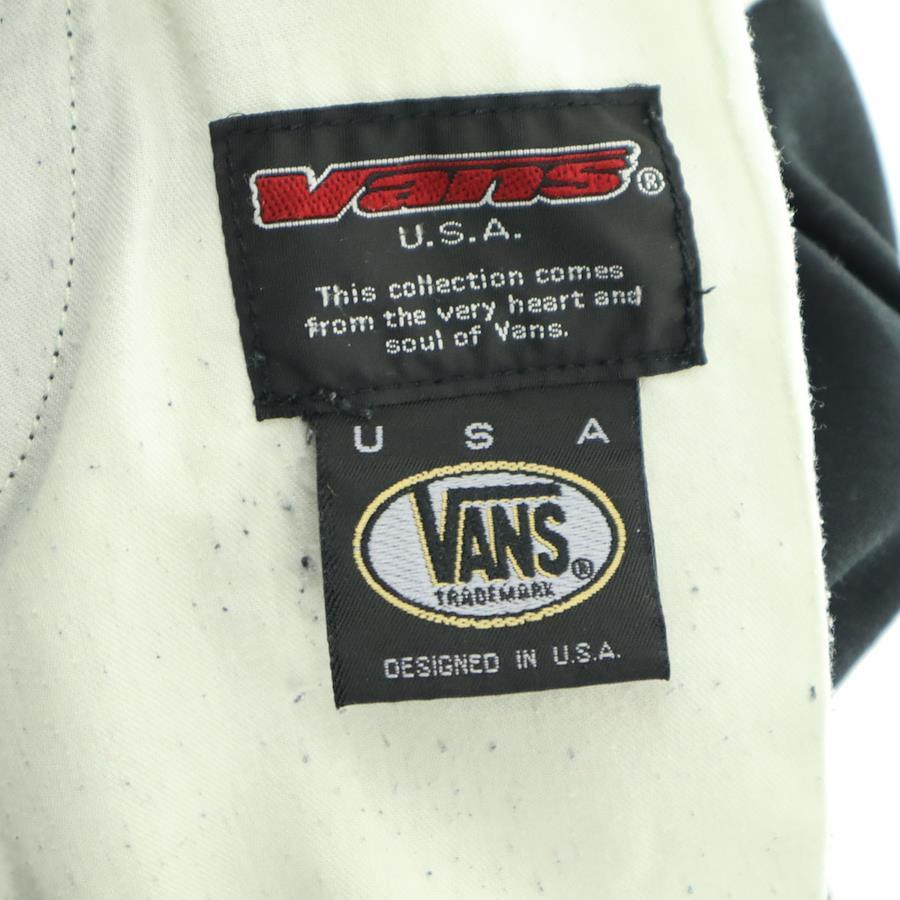 Vans®
U.S.A.
This collection comes
from the very heart and
soul of Vans.
U S A
VANS®
TRADEMARK
DESIGNED IN U.S.A.